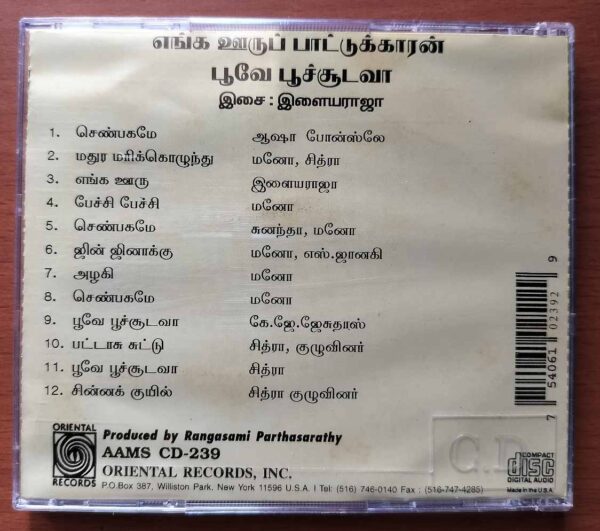 எங்க ஊருப் பாட்டுக்காரன்
பூவே பூச்சூடவா
இசை : இளையராஜா
1. செண்பகமே ஆஷா போன்ஸ்லே
2. மதுர மரிக்கொழுந்து மனோ, சித்ரா
3. எங்க ஊரு இளையராஜா
4. பேச்சி பேச்சி மனோ
5. செண்பகமே சுனந்தா, மனோ
6. ஜின் ஜினாக்கு மனோ, எஸ்.ஜானகி
7. அழகி மனோ
8. செண்பகமே மனோ
9. பூவே பூச்சூடவா கே.ஜே.ஜேசுதாஸ்
10. பட்டாசு சுட்டு சித்ரா, குழுவினர்
11. பூவே பூச்சூடவா சித்ரா
12. சின்னக் குயில் சித்ரா குழுவினர்
7 54061 02392 9
ORIENTAL
RECORDS
Produced by Rangasami Parthasarathy
AAMS CD-239
ORIENTAL RECORDS, INC.
P.O.Box 387, Williston Park, New York 11596 U.S.A. I Tel: (516) 746-0140 Fax : (516-747-4285)
C.D
COMPACT
disc
DIGITAL AUDIO
Made in the U.S.A